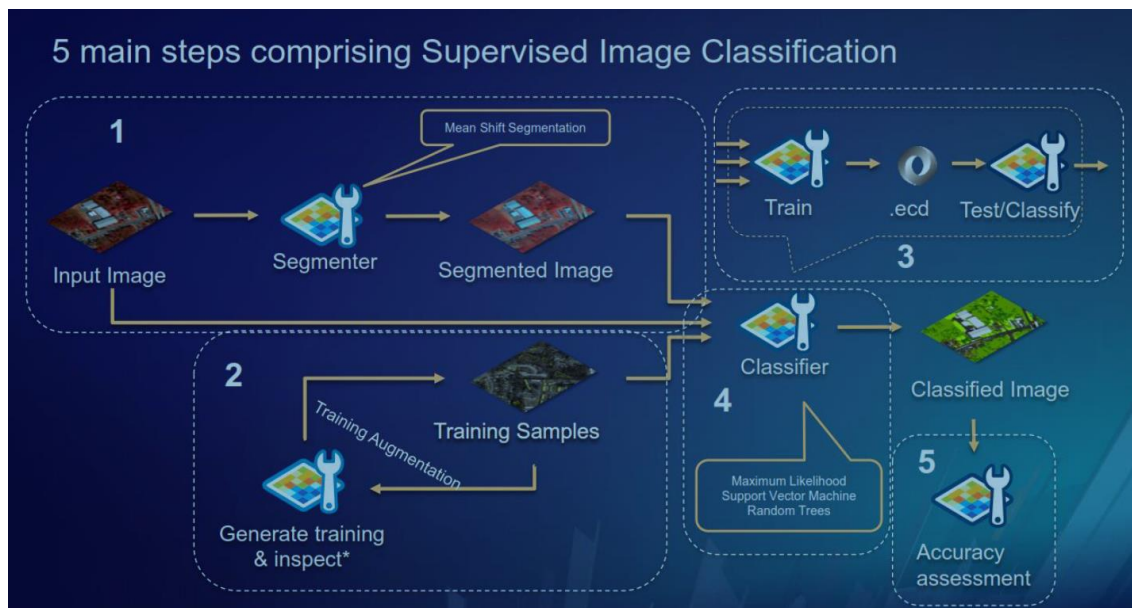 5 main steps comprising Supervised Image Classification
1
Mean Shift Segmentation
Input Image
Segmenter
Segmented Image
Train
.ecd
Test/Classify
3
2
Training Augmentation
Training Samples
Generate training
& inspect*
Classifier
4
Maximum Likelihood
Support Vector Machine
Random Trees
Classified Image
5
Accuracy
assessment